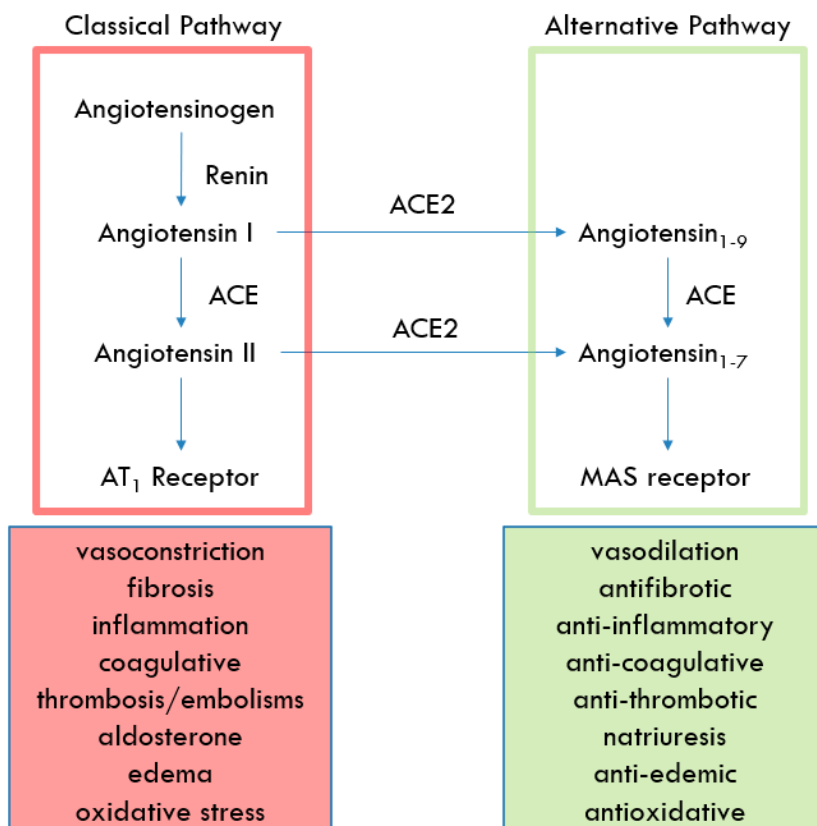 Classical Pathway
Alternative Pathway
Angiotensinogen
Renin
ACE2
Angiotensin I
Angiotensin₁₋₉
ACE
ACE
ACE2
Angiotensin II
Angiotensin₁₋₇
AT₁ Receptor
MAS receptor
vasoconstriction
fibrosis
inflammation
coagulative
thrombosis/embolisms
aldosterone
edema
oxidative stress
vasodilation
antifibrotic
anti-inflammatory
anti-coagulative
anti-thrombotic
natriuresis
anti-edemic
antioxidative